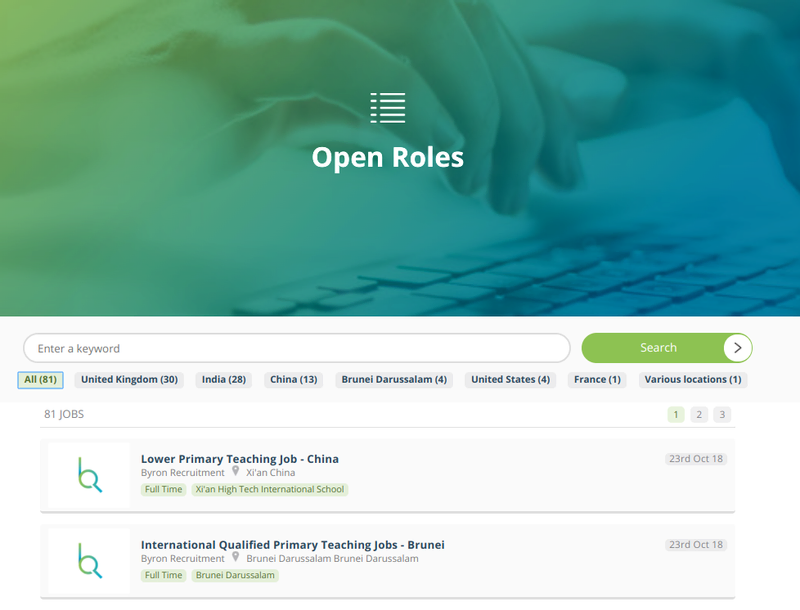 Open Roles
Enter a keyword
Search
All (81) United Kingdom (30) India (28) China (13) Brunei Darussalam (4) United States (4) France (1) Various locations (1)
81 JOBS 1 2 3
Lower Primary Teaching Job - China 23rd Oct 18
Byron Recruitment Xi'an China
Full Time Xi'an High Tech International School
International Qualified Primary Teaching Jobs - Brunei 23rd Oct 18
Byron Recruitment Brunei Darussalam Brunei Darussalam
Full Time Brunei Darussalam